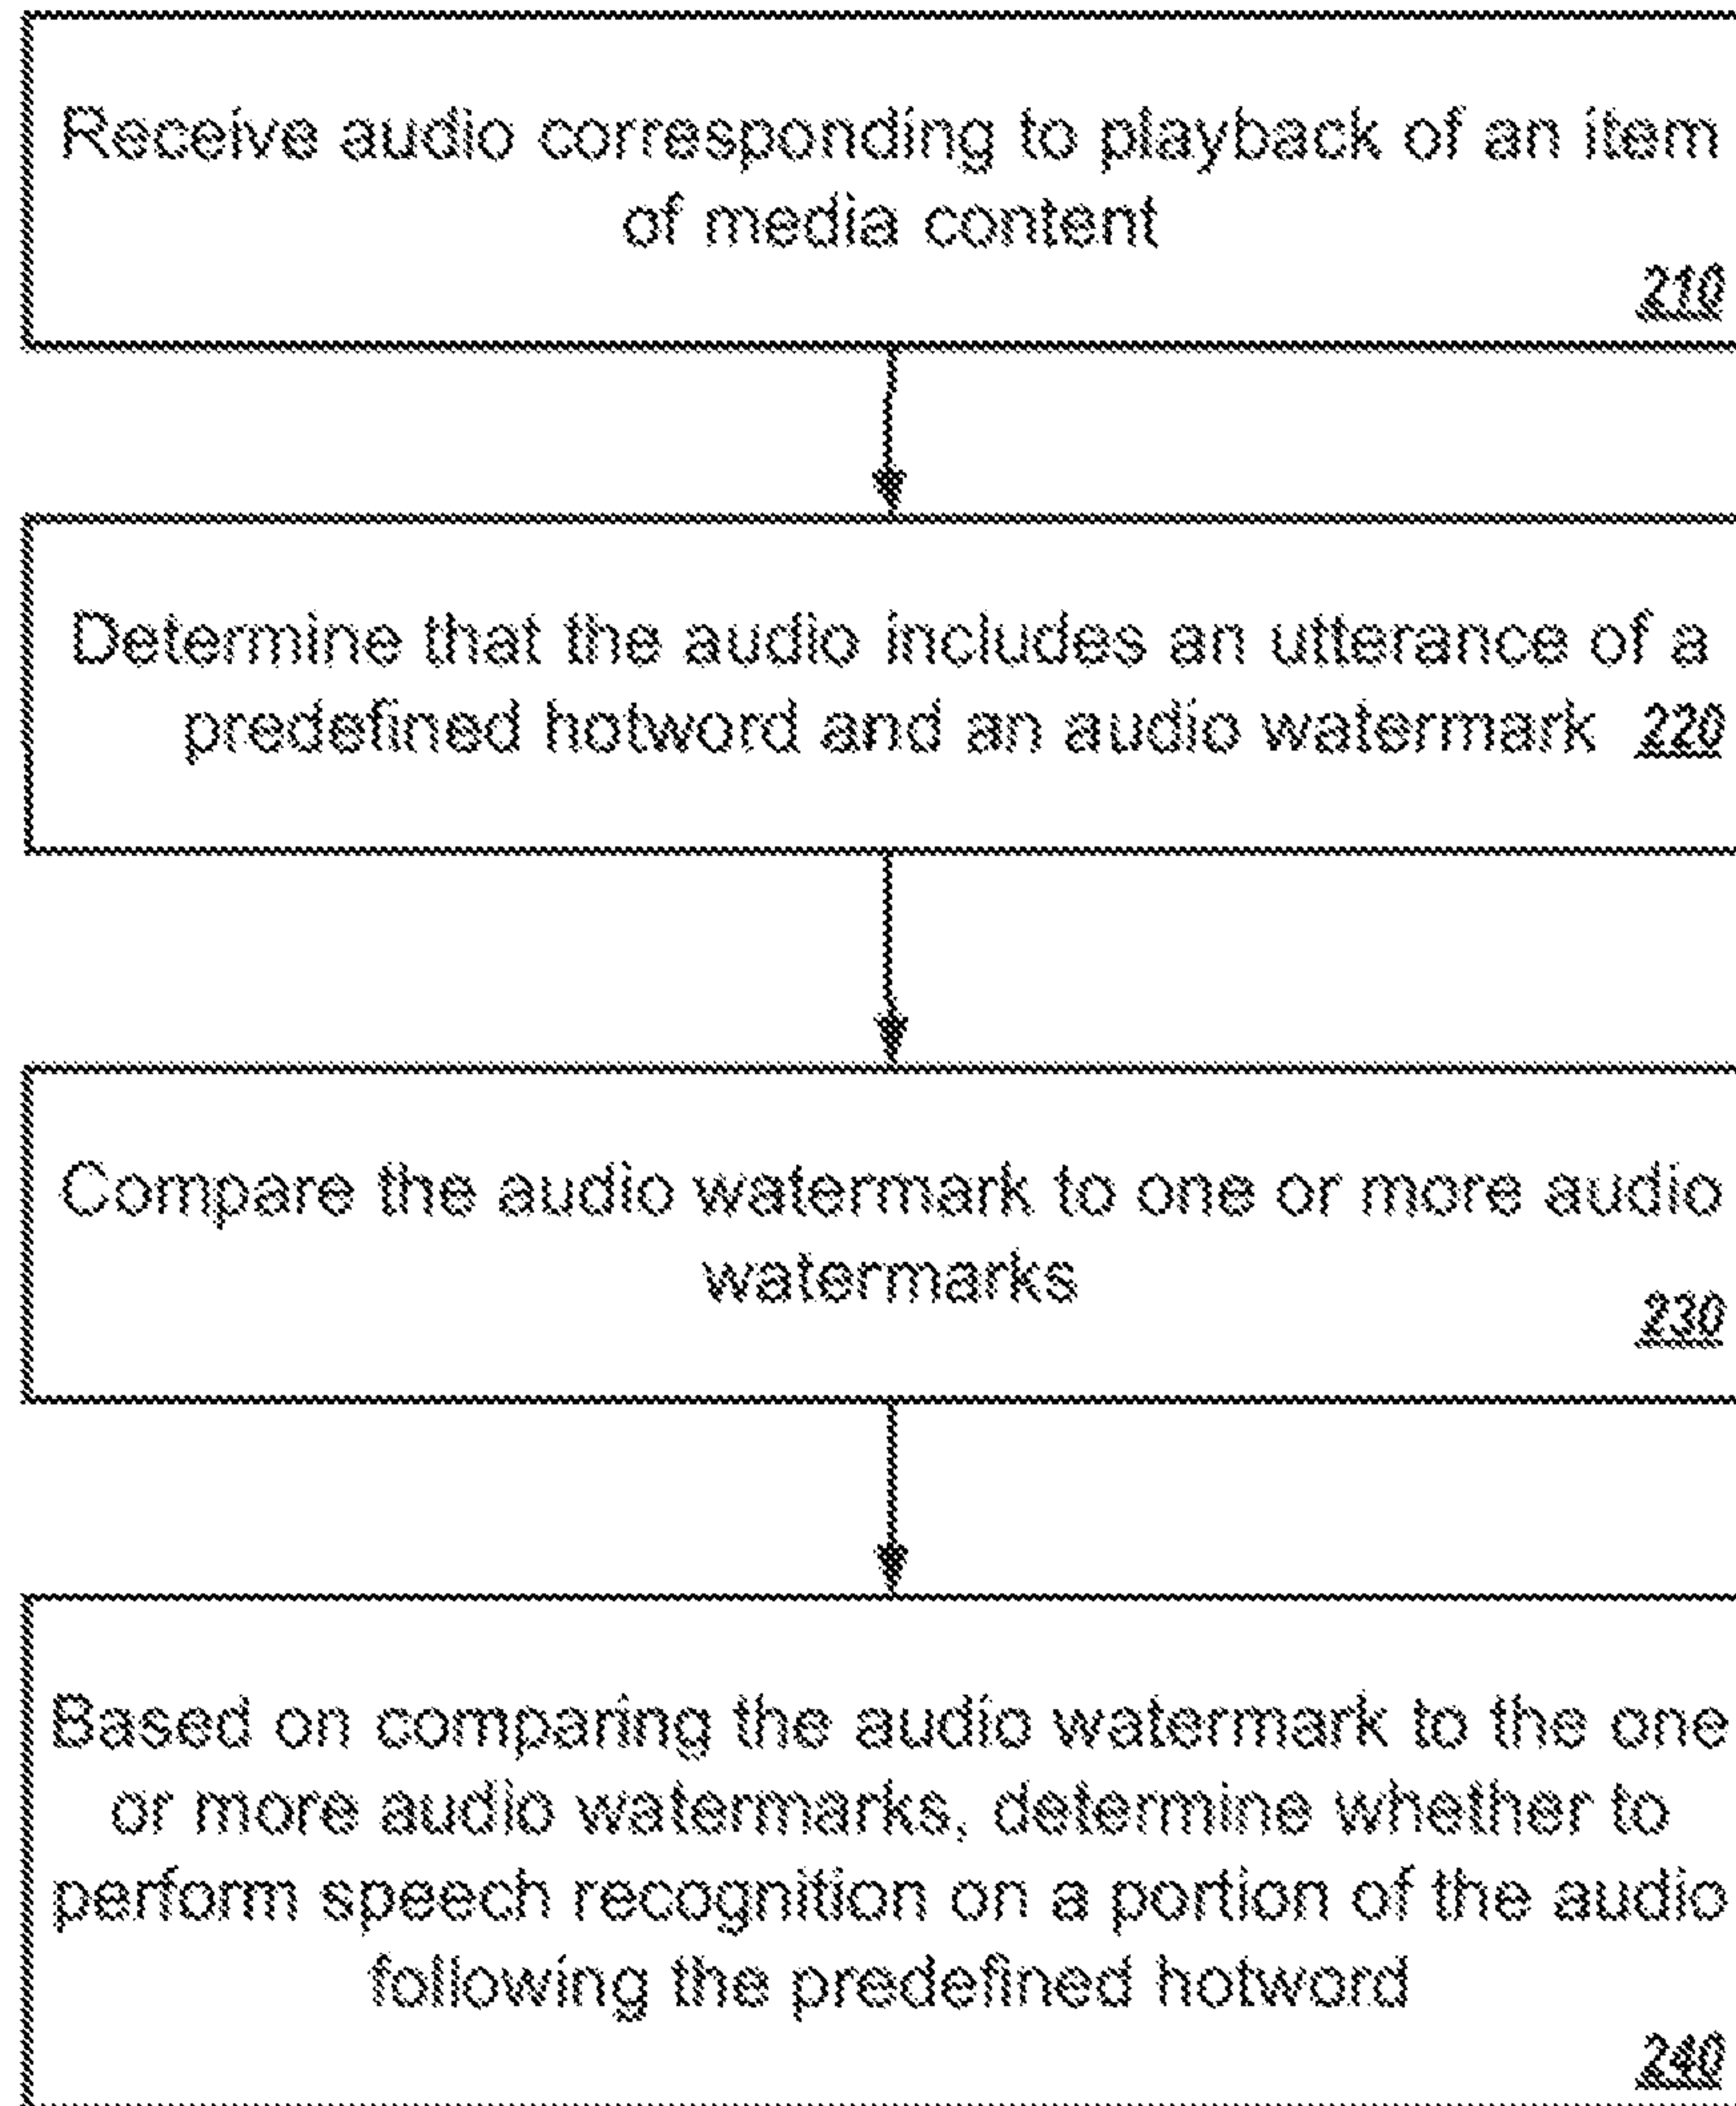 Receive audio corresponding to playback of an item
of media content
210
Determine that the audio includes an utterance of a
predefined hotword and an audio watermark 220
Compare the audio watermark to one or more audio
watermarks
230
Based on comparing the audio watermark to the one
or more audio watermarks, determine whether to
perform speech recognition on a portion of the audio
following the predefined hotword
240